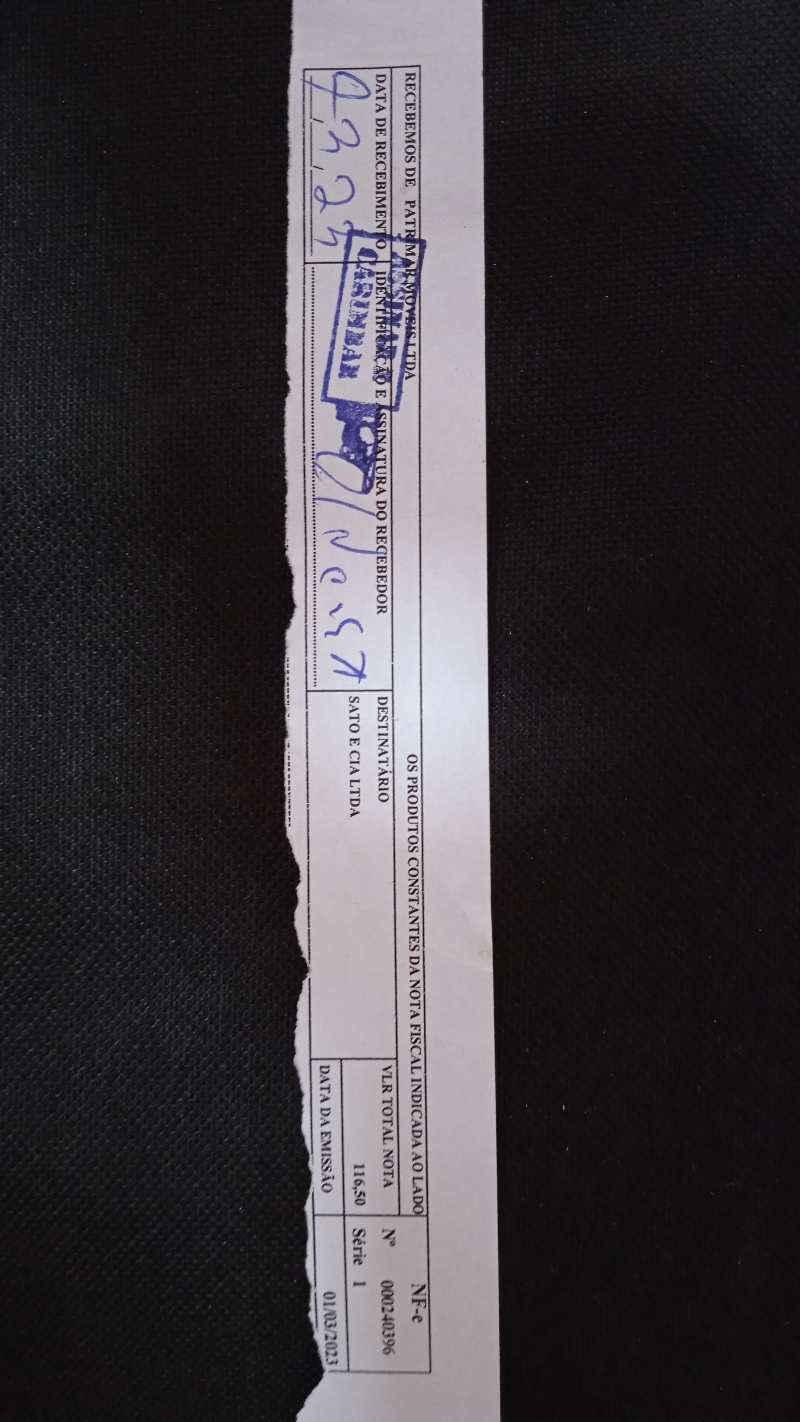 RECEBEMOS DE PATRIMAR MOVEIS LTDA OS PRODUTOS CONSTANTES DA NOTA FISCAL INDICADA AO LADO
NF-e
DATA DE RECEBIMENTO
IDENTIFICAÇÃO E ASSINATURA DO RECEBEDOR
ASSINAR
CARIMBAR
DESTINATÁRIO
SATO E CIA LTDA
VLR TOTAL NOTA
116,50
DATA DA EMISSÃO
Nº 000240396
Série 1
01/03/2023